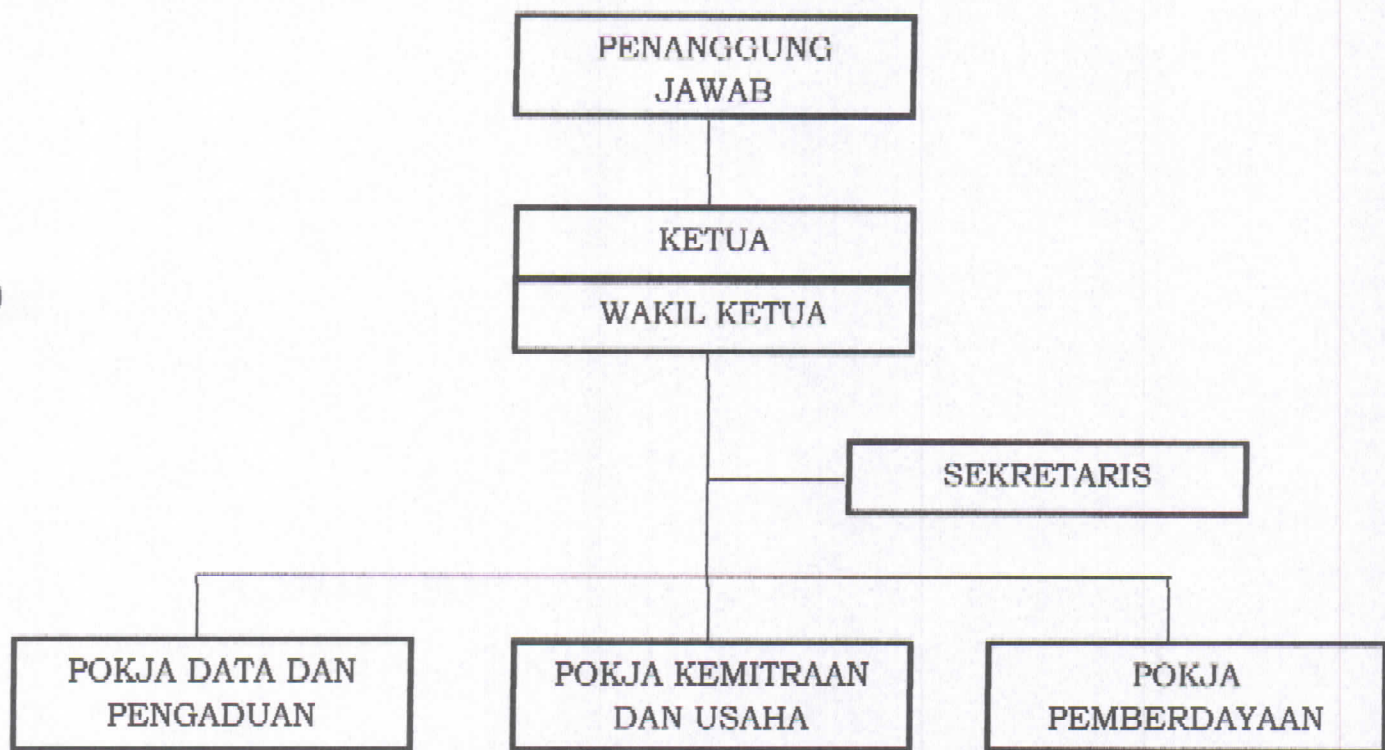 PENANGGUNG
JAWAB
KETUA
WAKIL KETUA
SEKRETARIS
POKJA DATA DAN
PENGADUAN
POKJA KEMITRAAN
DAN USAHA
POKJA
PEMBERDAYAAN